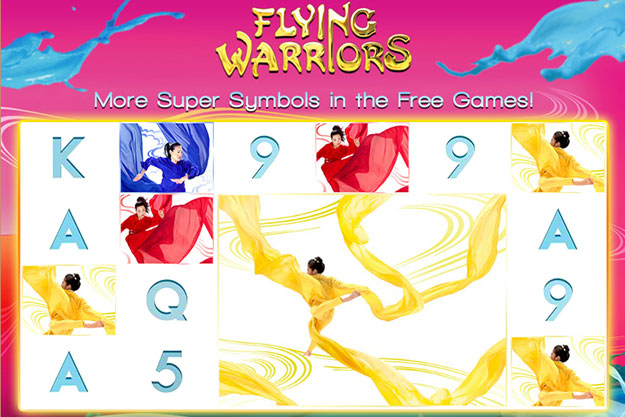 FLYING
WARRIORS
More Super Symbols in the Free Games!
K 9 9
A A
Q 9
A 5